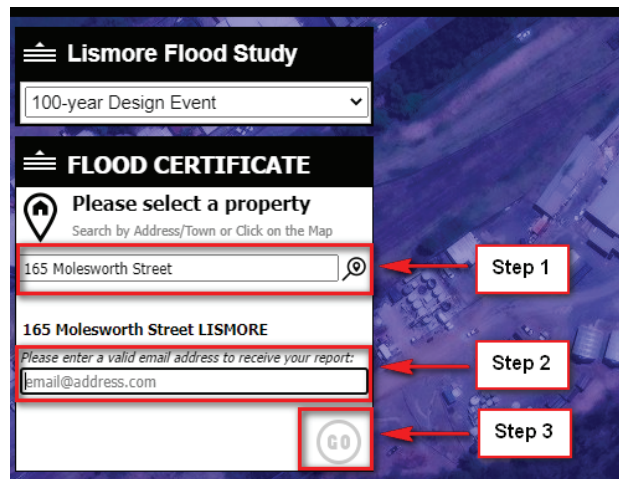 Lismore Flood Study
100-year Design Event
FLOOD CERTIFICATE
Please select a property
Search by Address/Town or Click on the Map
165 Molesworth Street
Step 1
165 Molesworth Street LISMORE
Please enter a valid email address to receive your report:
email@address.com
Step 2
GO
Step 3